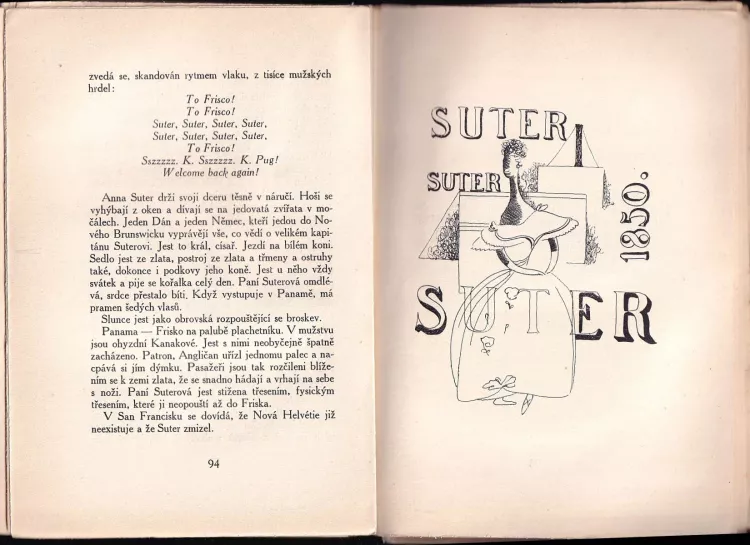 zvedá se, skandován rytmem vlaku, z tisíce mužských
hrdel:
To Frisco!
To Frisco!
Suter, Suter, Suter, Suter,
Suter, Suter, Suter, Suter,
To Frisco!
Sszzzzz. K. Sszzzzz. K. Pug!
Welcome back again!
Anna Suter drží svoji dceru těsně v náručí. Hoši se
vyhýbají z oken a dívají se na jedovatá zvířata v mo-
čálech. Jeden Dán a jeden Němec, kteří jedou do No-
vého Brunswicku vyprávějí vše, co vědí o velikém kapi-
tánu Suterovi. Jest to král, císař. Jezdí na bílém koni.
Sedlo jest ze zlata, postroj ze zlata a třmeny a ostruhy
také, dokonce i podkovy jeho koně. Jest u něho vždy
svátek a pije se kořalka celý den. Paní Suterová omdlé-
vá, srdce přestalo bíti. Když vystupuje v Panamě, má
pramen šedých vlasů.
Slunce jest jako obrovská rozpouštějící se broskev.
Panama — Frisko na palubě plachetníku. V mužstvu
jsou ohyzdní Kanakové. Jest s nimi neobyčejně špatně
zacházeno. Patron, Angličan uřízl jednomu palec a na-
cpává si jím dýmku. Pasažéři jsou tak rozčileni blíže-
ním se k zemi zlata, že se snadno hádají a vrhají na sebe
s noži. Paní Suterová jest stižena třesením, fysickým
třesením, které ji neopouští až do Friska.
V San Francisku se dovídá, že Nová Helvétie již
neexistuje a že Suter zmizel.
94
SUTER
SUTER
1850.
SUTER